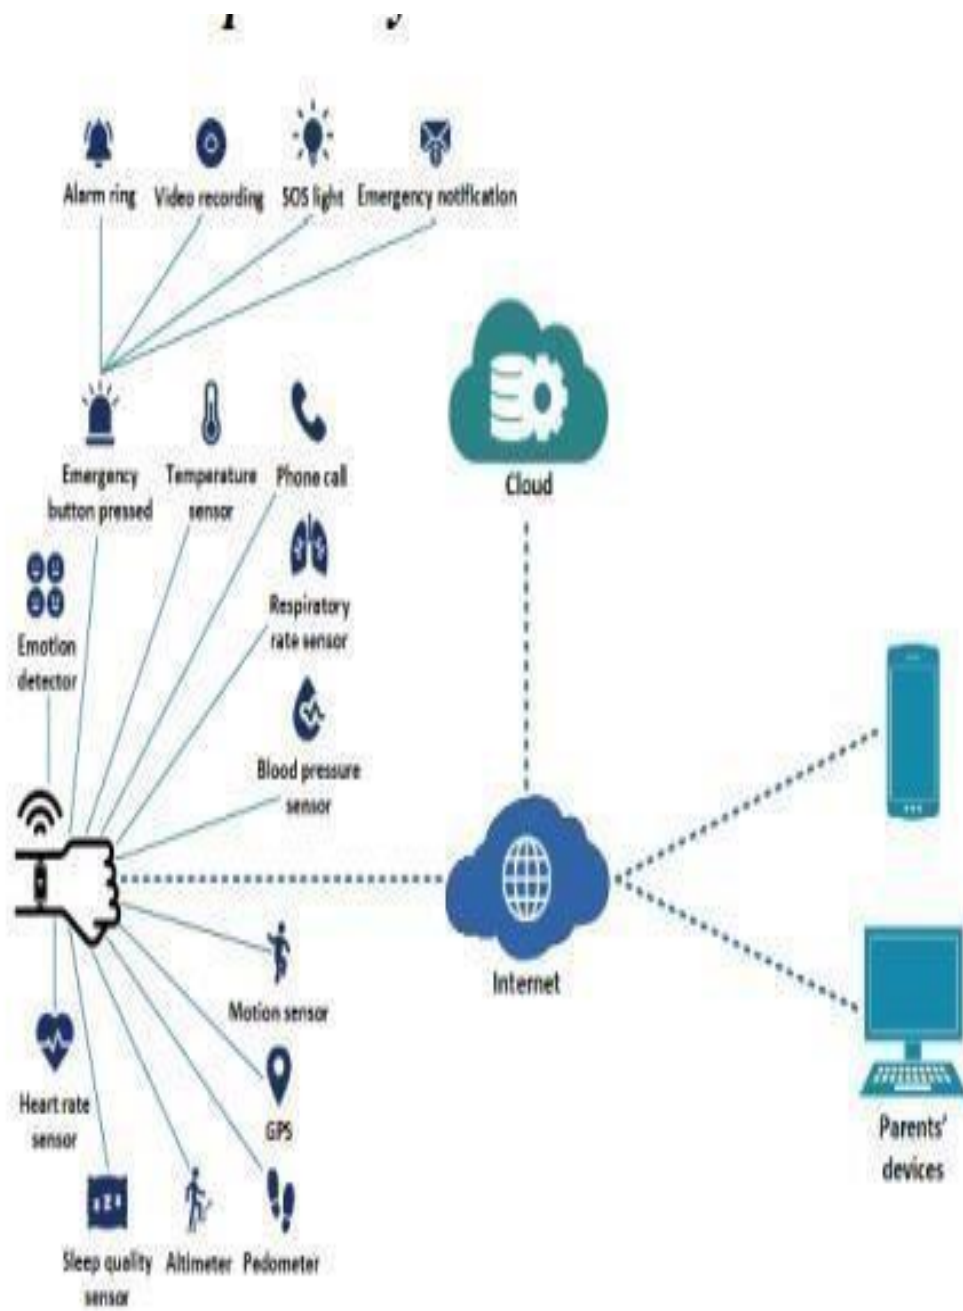 Alarm ring
Video recording
SOS light
Emergency notification
Cloud
Emergency
button pressed
Temperature
sensor
Phone call
Respiratory
rate sensor
Emotion
detector
Blood pressure
sensor
Internet
Motion sensor
Heart rate
sensor
GPS
Parents'
devices
Sleep quality
sensor
Altimeter
Pedometer
zzz